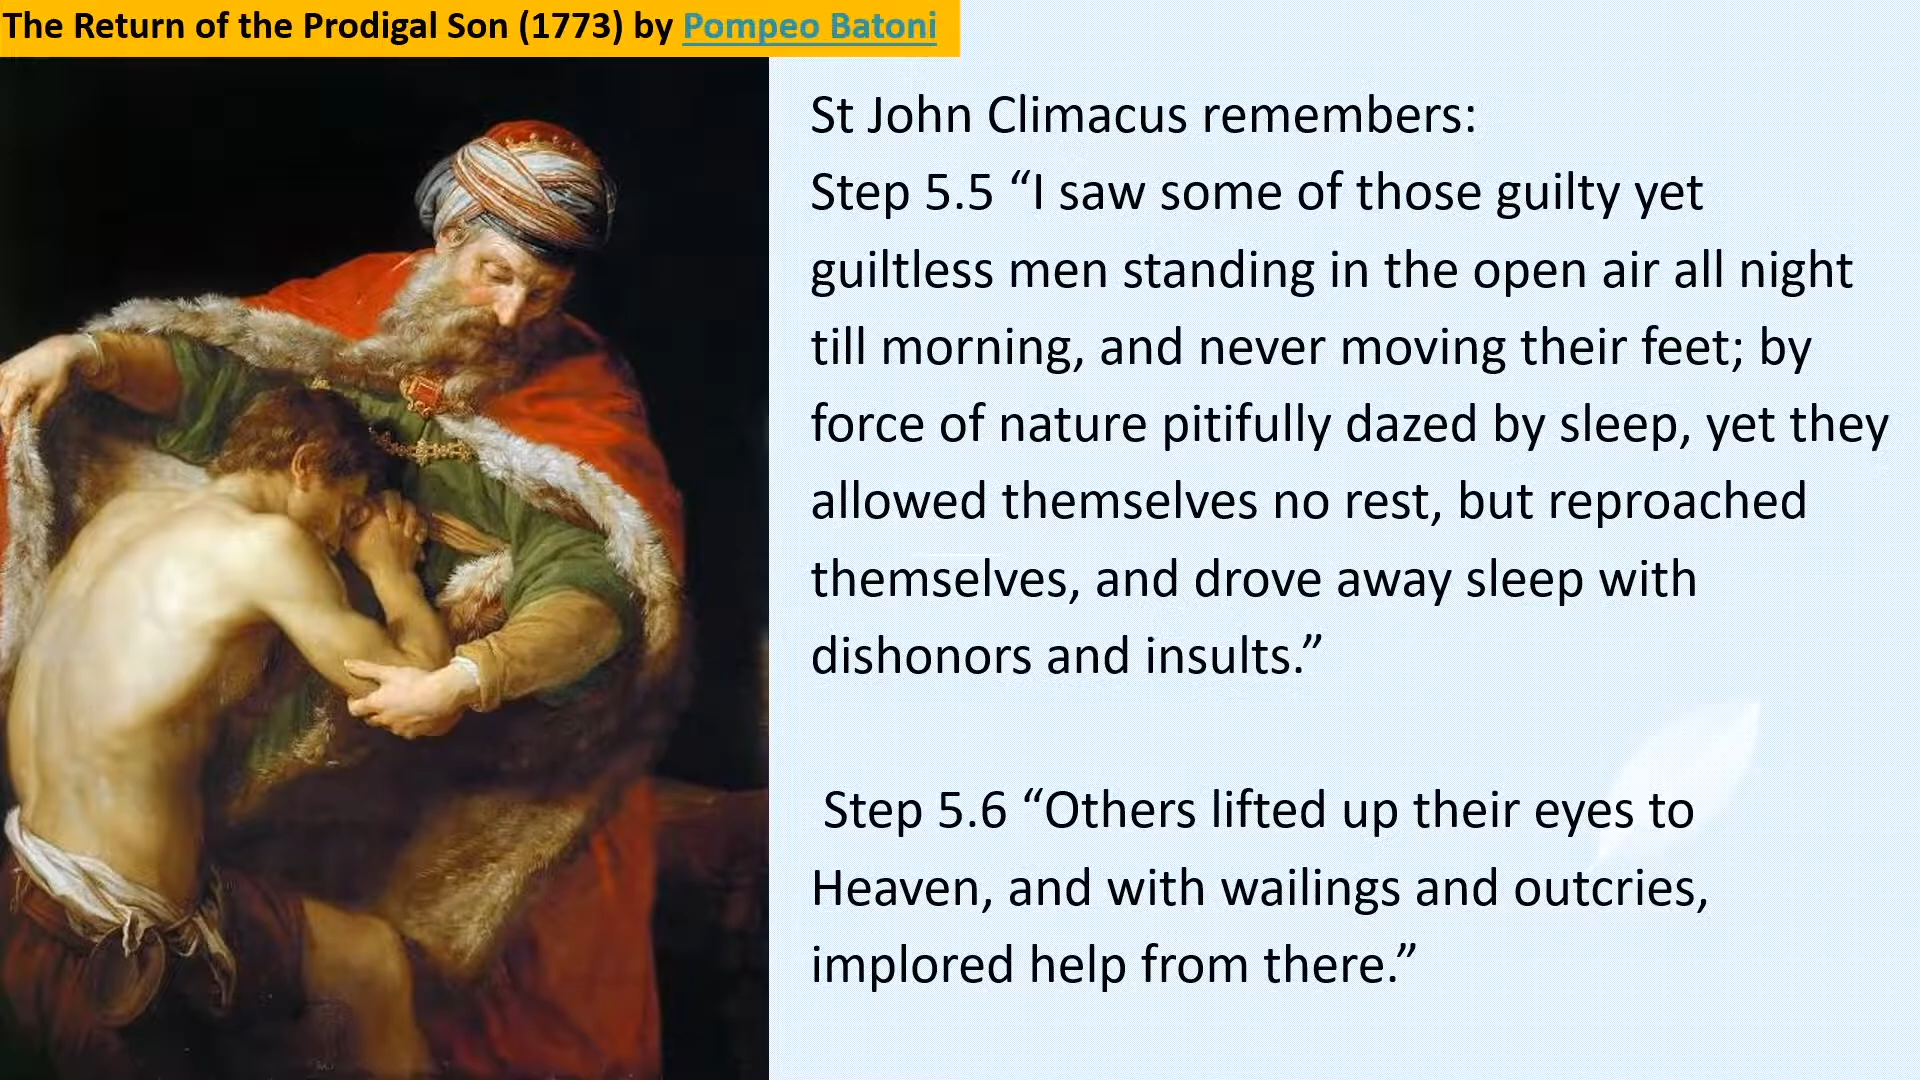 The Return of the Prodigal Son (1773) by Pompeo Batoni
St John Climacus remembers:
Step 5.5 “I saw some of those guilty yet
guiltless men standing in the open air all night
till morning, and never moving their feet; by
force of nature pitifully dazed by sleep, yet they
allowed themselves no rest, but reproached
themselves, and drove away sleep with
dishonors and insults.”
Step 5.6 “Others lifted up their eyes to
Heaven, and with wailings and outcries,
implored help from there.”